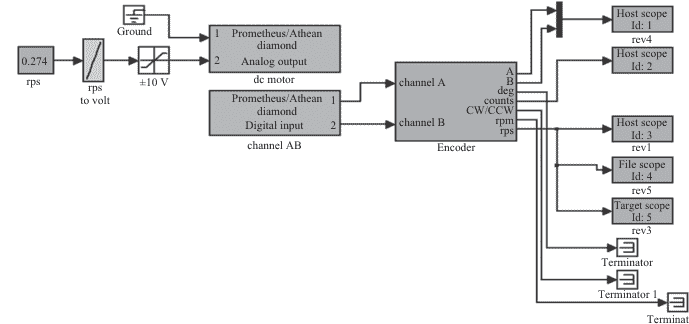 Ground
0.274
rps
rps
to volt
±10 V
1
Prometheus/Athean
diamond
2
Analog output
dc motor
Prometheus/Athean
diamond
1
Digital input
2
channel AB
channel A
channel B
A
B
deg
counts
CW/CCW
rpm
rps
Encoder
Host scope
Id: 1
rev4
Host scope
Id: 2
Host scope
Id: 3
rev1
File scope
Id: 4
rev5
Target scope
Id: 5
rev3
Terminator
Terminator 1
Terminat